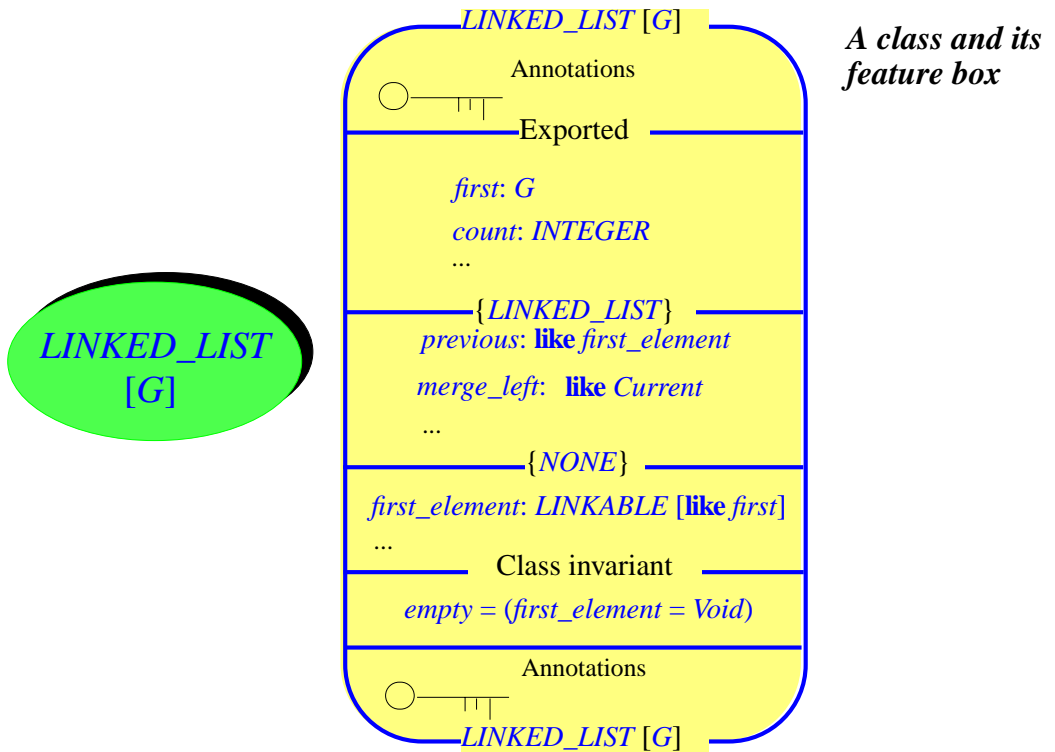 LINKED_LIST [G]
A class and its
feature box
Annotations
Exported
first: G
count: INTEGER
...
{LINKED_LIST}
previous: like first_element
merge_left: like Current
...
LINKED_LIST
[G]
{NONE}
first_element: LINKABLE [like first]
...
Class invariant
empty = (first_element = Void)
Annotations
LINKED_LIST [G]